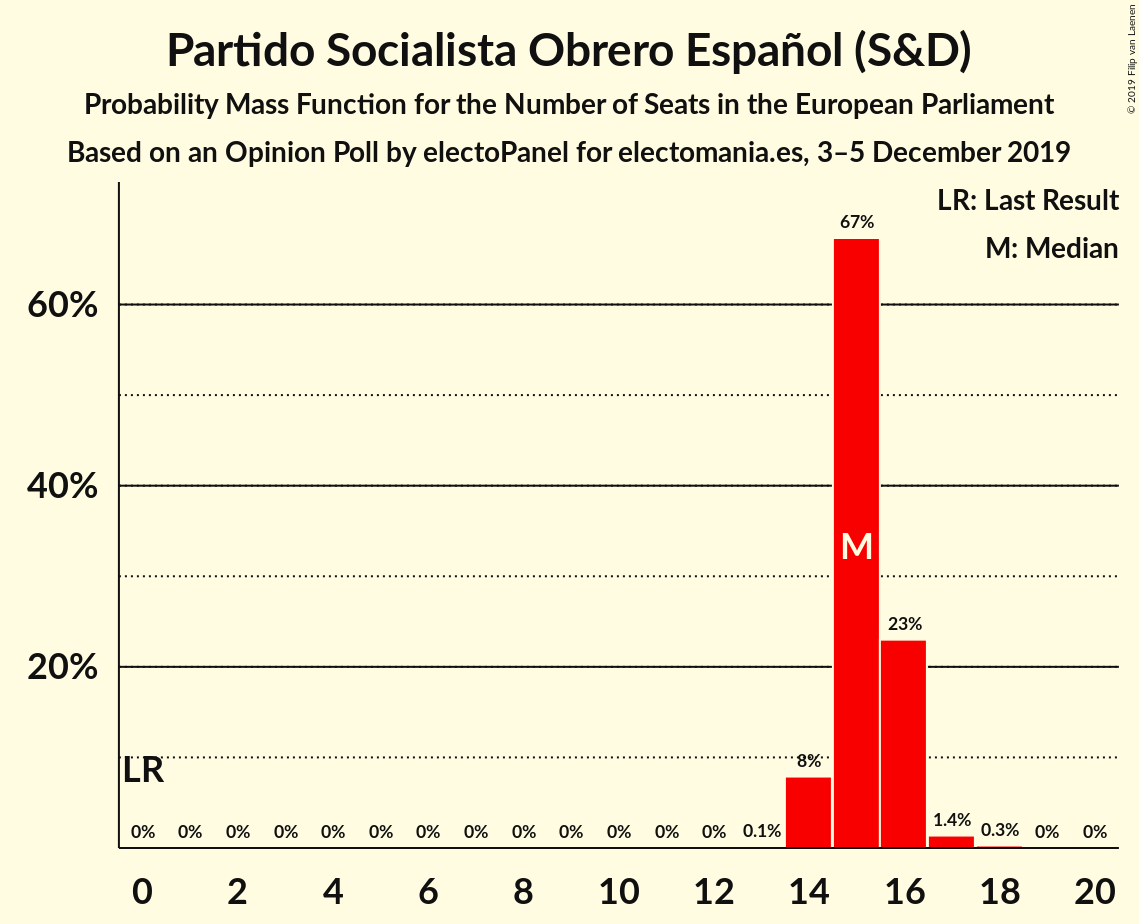 Partido Socialista Obrero Español (S&D)
Probability Mass Function for the Number of Seats in the European Parliament
Based on an Opinion Poll by electoPanel for electomania.es, 3–5 December 2019
© 2019 Filip van Laenen
LR: Last Result
M: Median
67%
60%
40%
M
23%
20%
LR
8%
0% 0% 0% 0% 0% 0% 0% 0% 0% 0% 0% 0% 0% 0.1% 1.4% 0.3% 0% 0%
0 2 4 6 8 10 12 14 16 18 20